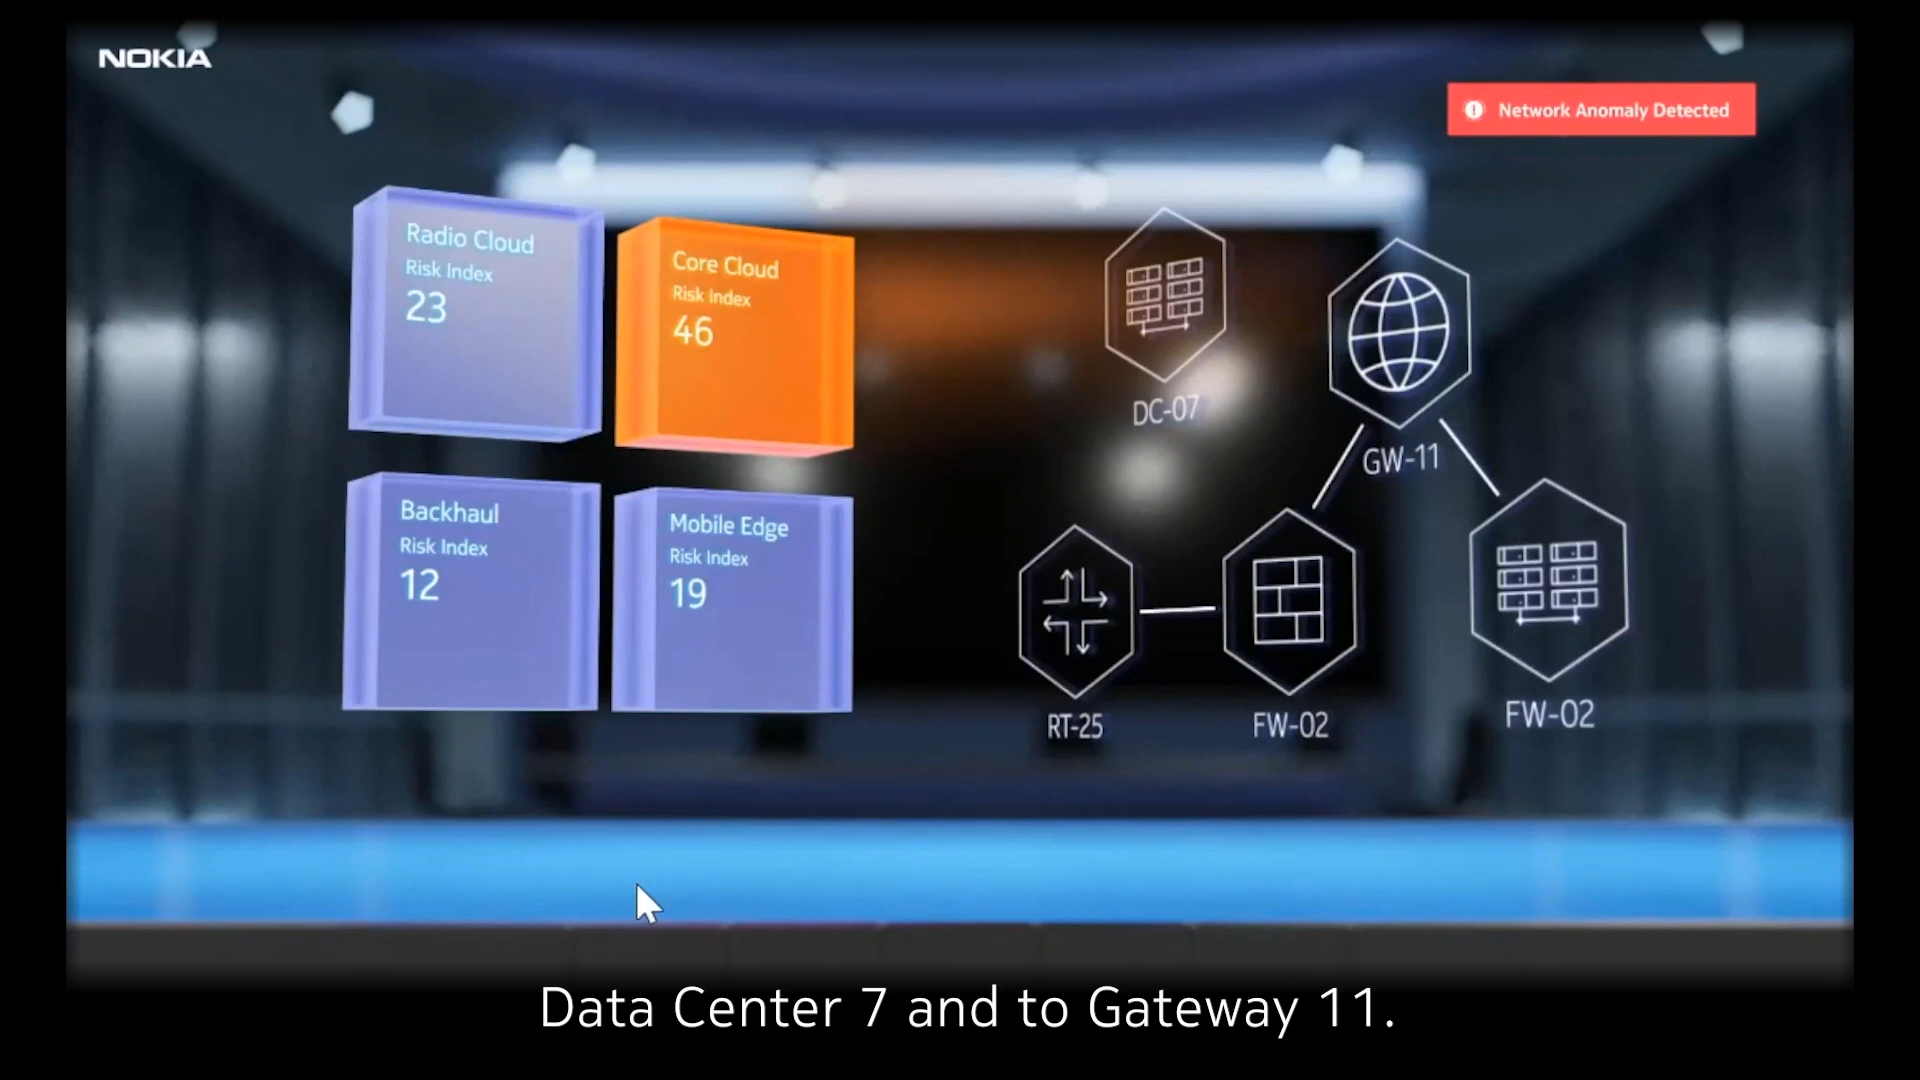 NOKIA
Network Anomaly Detected
Radio Cloud
Risk Index
23
Core Cloud
Risk Index
46
Backhaul
Risk Index
12
Mobile Edge
Risk Index
19
DC-07
GW-11
RT-25
FW-02
FW-02
Data Center 7 and to Gateway 11.